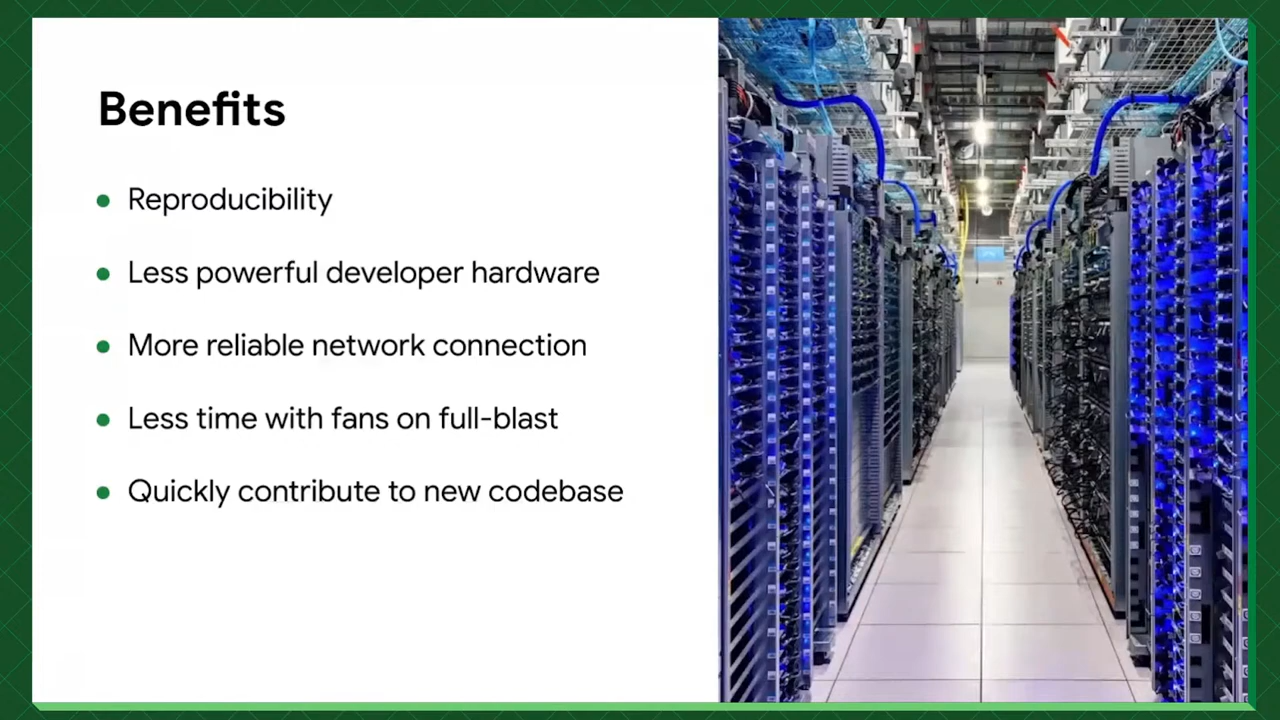 Benefits
Reproducibility
Less powerful developer hardware
More reliable network connection
Less time with fans on full-blast
Quickly contribute to new codebase